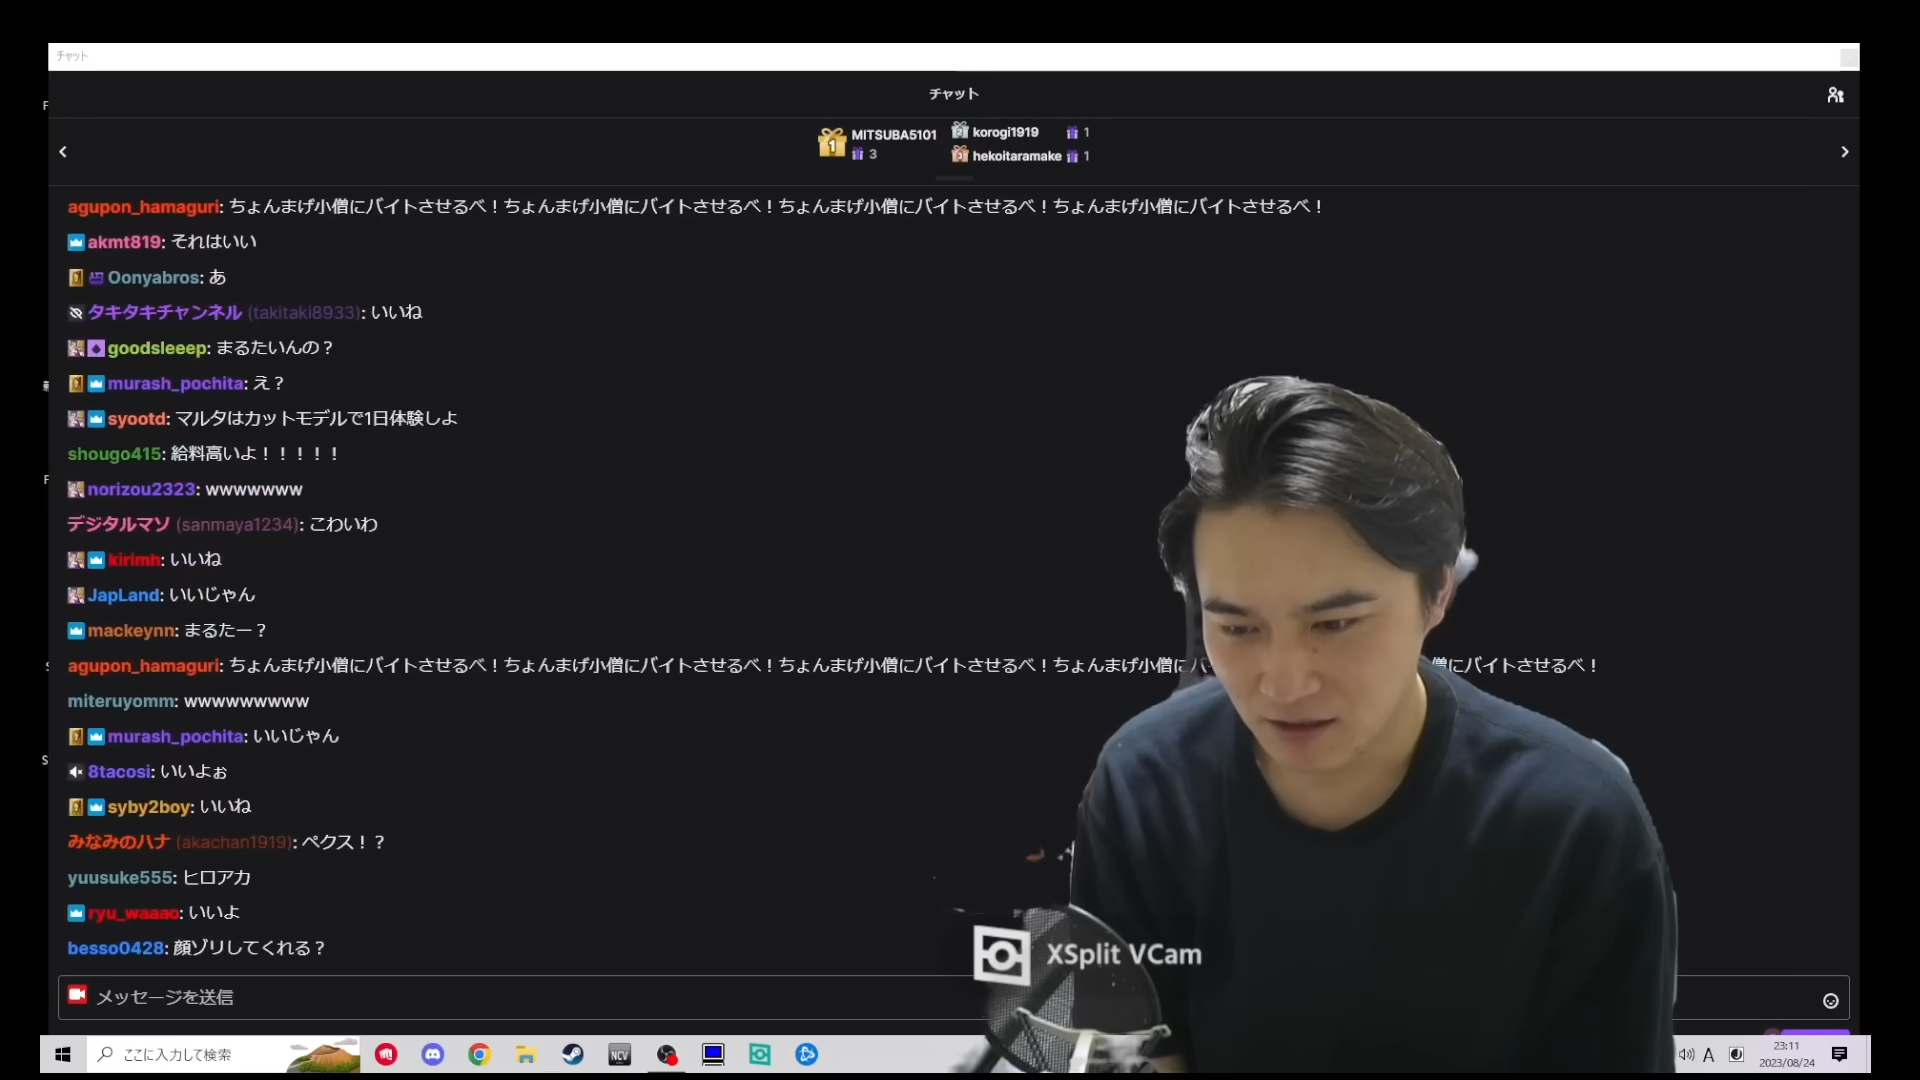 チャット
チャット
MITSUBA5101
3
korogi1919 1
hekoitaramake 1
agupon_hamaguri: ちょんまげ小僧にバイトさせるべ！ちょんまげ小僧にバイトさせるべ！ちょんまげ小僧にバイトさせるべ！ちょんまげ小僧にバイトさせるべ！
akmt819: それはいい
Oonyabros: あ
タキタキチャンネル (takitaki8933): いいね
goodsleeep: まるたいんの？
murash_pochita: え？
syootd: マルタはカットモデルで1日体験しよ
shougo415: 給料高いよ！！！！！
norizou2323: wwwwwww
デジタルマソ (sanmaya1234): こわいわ
kirimh: いいね
JapLand: いいじゃん
mackeynn: まるたー？
agupon_hamaguri: ちょんまげ小僧にバイトさせるべ！ちょんまげ小僧にバイトさせるべ！ちょんまげ小僧にバイトさせるべ！ちょんまげ小僧にバ 僧にバイトさせるべ！
miteruyomm: wwwwwwwww
murash_pochita: いいじゃん
8tacosi: いいよぉ
syby2boy: いいね
みなみのハナ (akachan1919): ペクス！？
yuusuke555: ヒロアカ
ryu_waaao: いいよ
besso0428: 顔ゾリしてくれる？
XSplit VCam
メッセージを送信
ここに入力して検索
NCV
A
23:11
2023/08/24